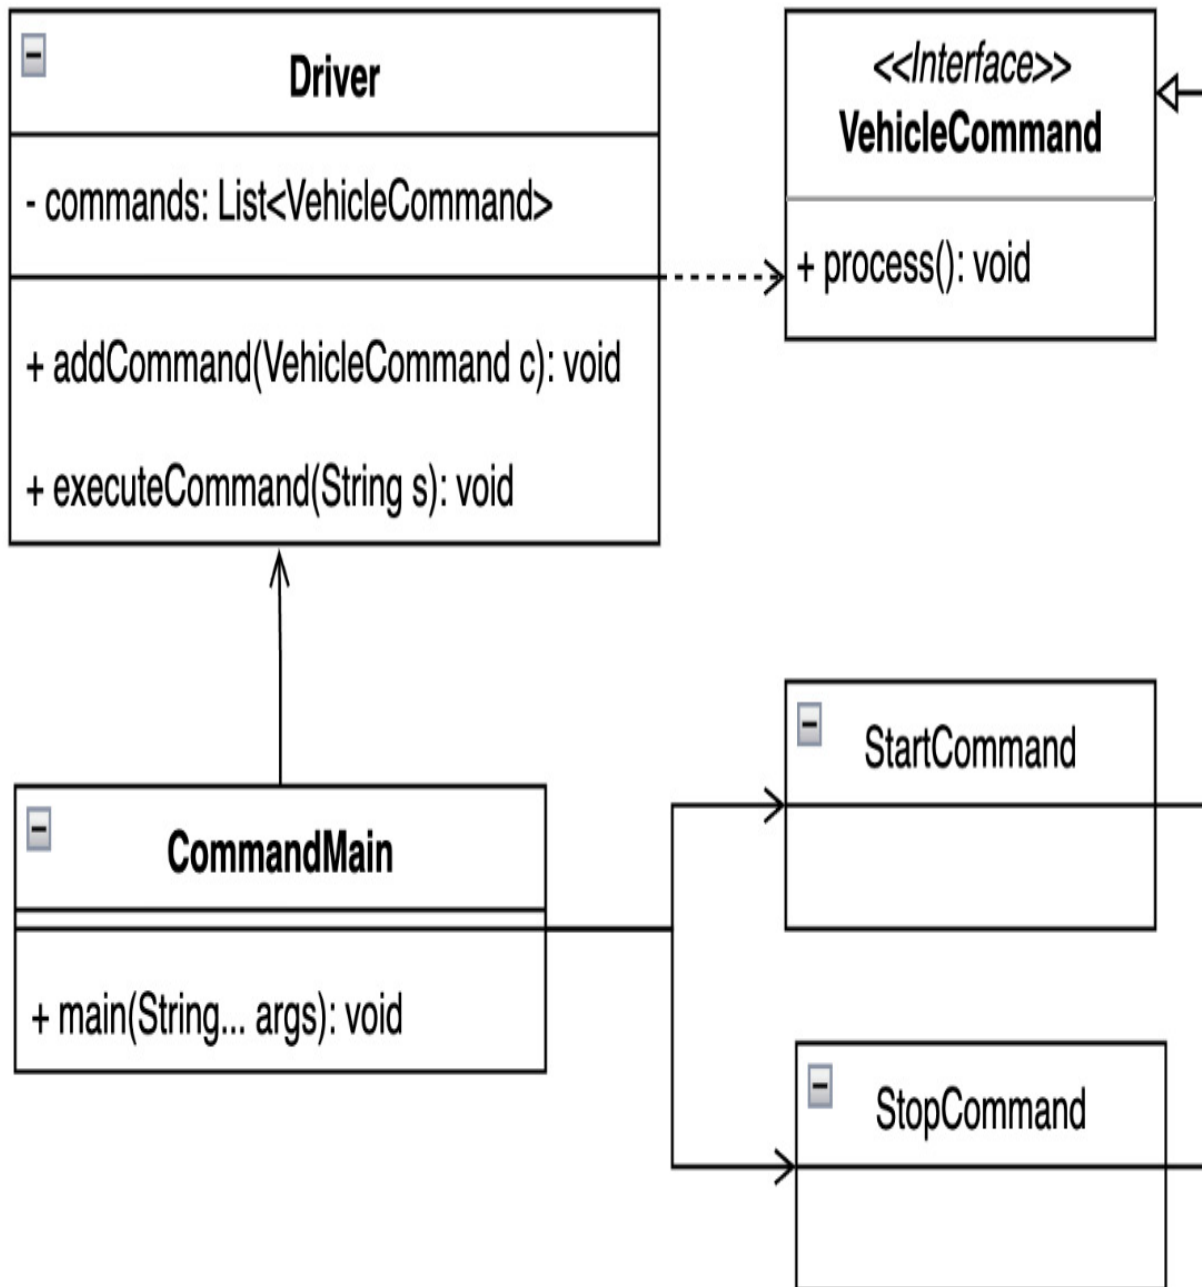 Driver
- commands: List<VehicleCommand>
+ addCommand(VehicleCommand c): void
+ executeCommand(String s): void
<<Interface>>
VehicleCommand
+ process(): void
CommandMain
+ main(String... args): void
StartCommand
StopCommand